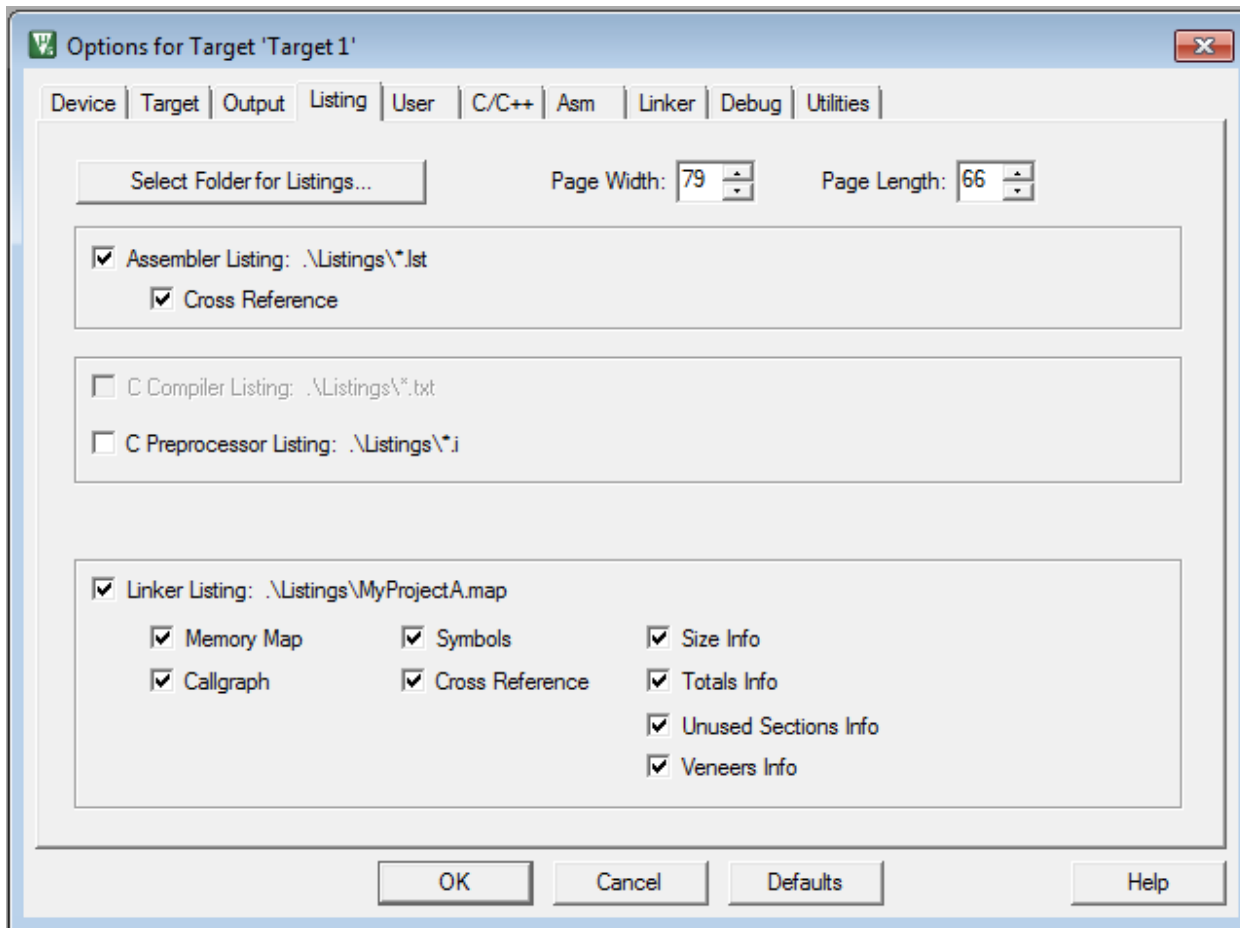 Options for Target 'Target 1'
Device Target Output Listing User C/C++ Asm Linker Debug Utilities
Select Folder for Listings... Page Width: 79 Page Length: 66
Assembler Listing: .\Listings\*.lst
Cross Reference
C Compiler Listing: .\Listings\*.txt
C Preprocessor Listing: .\Listings\*.i
Linker Listing: .\Listings\MyProjectA.map
Memory Map Symbols Size Info
Callgraph Cross Reference Totals Info
Unused Sections Info
Veneers Info
OK Cancel Defaults Help